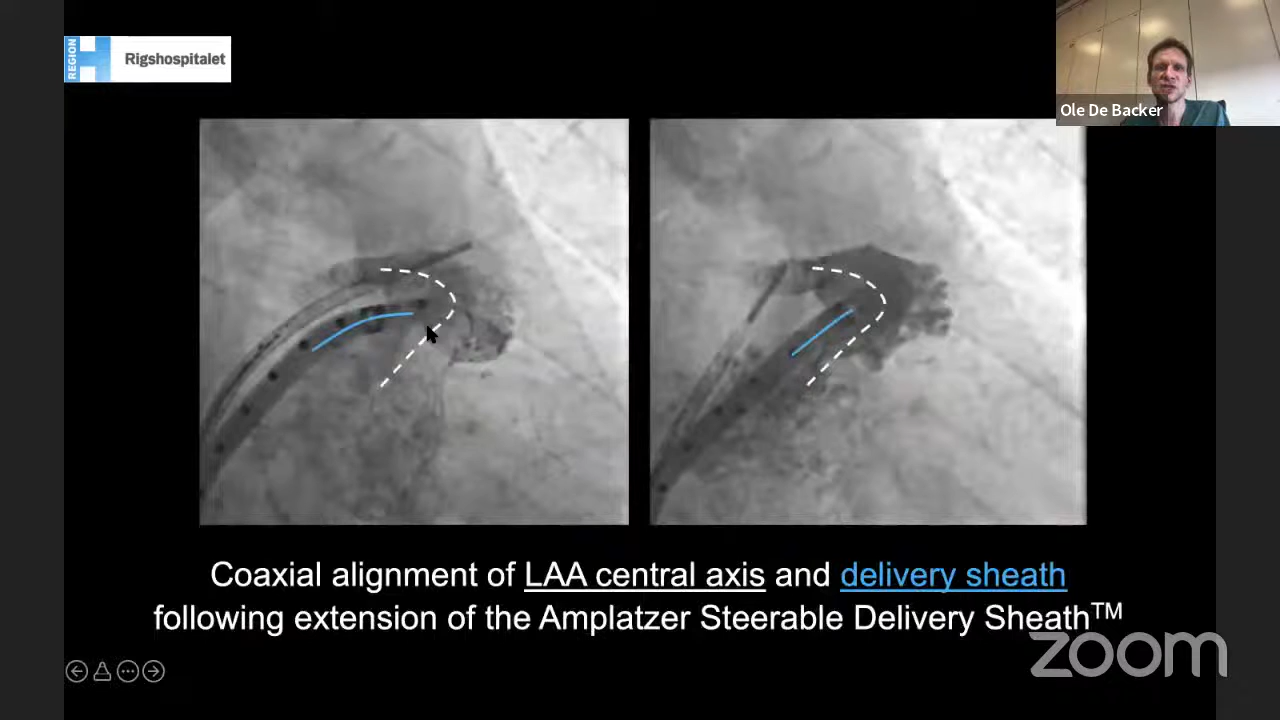 REGION
Rigshospitalet
Ole De Backer
Coaxial alignment of LAA central axis and delivery sheath
following extension of the Amplatzer Steerable Delivery Sheath™
zoom